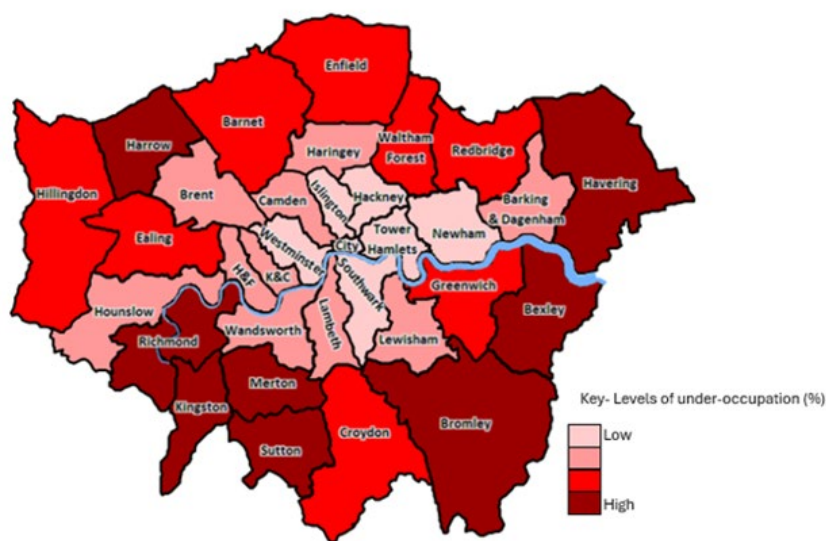 Enfield
Barnet
Harrow
Haringey
Waltham
Forest
Redbridge
Havering
Hillingdon
Brent
Camden
Islington
Hackney
Barking
& Dagenham
Ealing
Westminster
City
Tower
Hamlets
Newham
H&F
K&C
Southwark
Greenwich
Hounslow
Richmond
Wandsworth
Lambeth
Lewisham
Bexley
Kingston
Merton
Sutton
Croydon
Bromley
Key- Levels of under-occupation (%)
Low
High